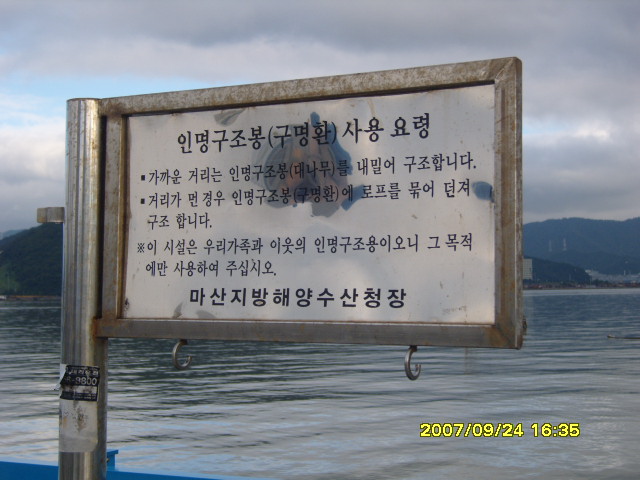 인명구조봉(구명환) 사용 요령
▪가까운 거리는 인명구조봉(대나무)를 내밀어 구조합니다.
▪거리가 먼 경우 인명구조봉(구명환)에 로프를 묶어 던져
구조 합니다.
※이 시설은 우리가족과 이웃의 인명구조용이오니 그 목적
에만 사용하여 주십시오.
마산지방해양수산청장
2007/09/24 16:35